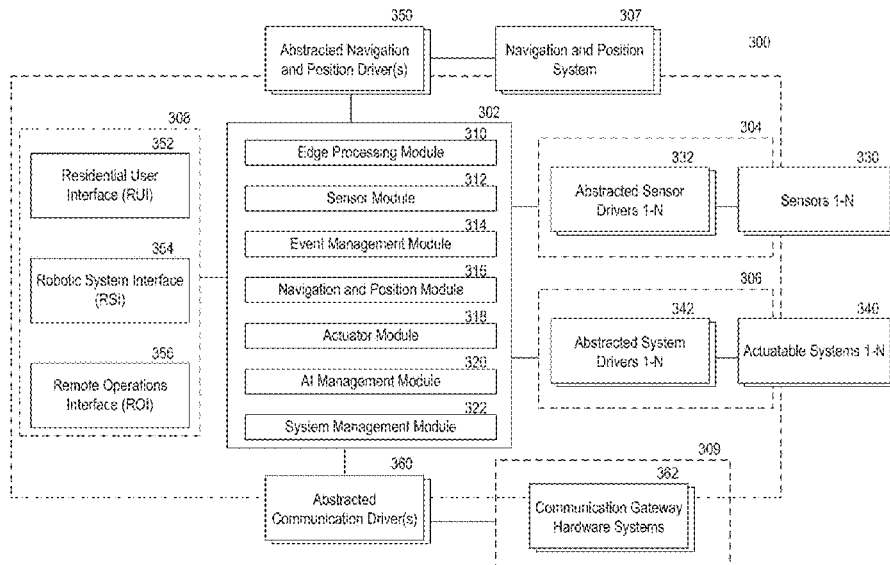 350
307
Abstracted Navigation
and Position Driver(s)
Navigation and Position
System
300
308
302
304
352
310
332
330
Residential User
Interface (RUI)
Edge Processing Module
312
Sensor Module
Abstracted Sensor
Drivers 1-N
Sensors 1-N
314
Event Management Module
354
Robotic System Interface
(RSI)
316
Navigation and Position Module
306
318
342
340
Actuator Module
Abstracted System
Drivers 1-N
Actuatable Systems 1-N
356
Remote Operations
Interface (ROI)
320
AI Management Module
322
System Management Module
360
309
Abstracted
Communication Driver(s)
362
Communication Gateway
Hardware Systems